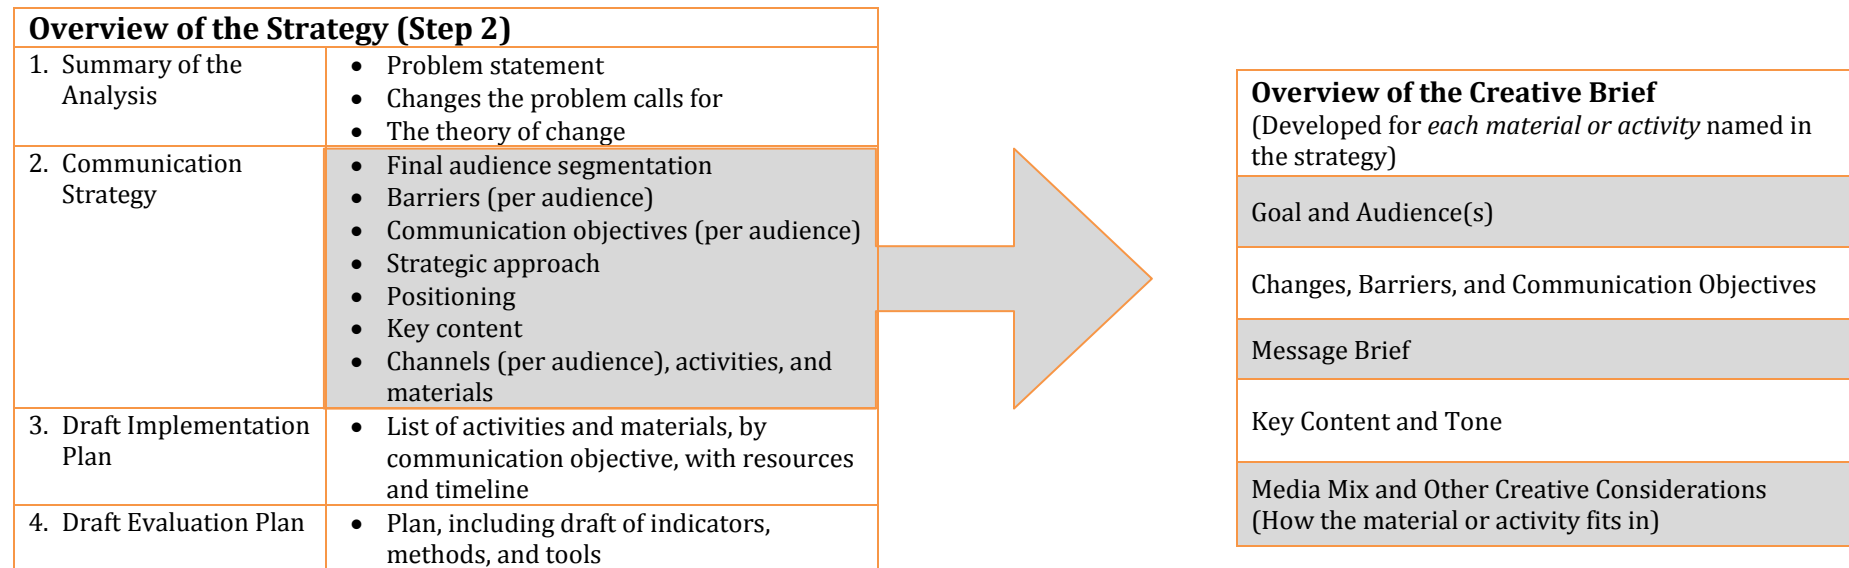 Overview of the Strategy (Step 2)
1. Summary of the
Analysis
• Problem statement
• Changes the problem calls for
• The theory of change
2. Communication
Strategy
• Final audience segmentation
• Barriers (per audience)
• Communication objectives (per audience)
• Strategic approach
• Positioning
• Key content
• Channels (per audience), activities, and
materials
3. Draft Implementation
Plan
• List of activities and materials, by
communication objective, with resources
and timeline
4. Draft Evaluation Plan
• Plan, including draft of indicators,
methods, and tools
Overview of the Creative Brief
(Developed for each material or activity named in
the strategy)
Goal and Audience(s)
Changes, Barriers, and Communication Objectives
Message Brief
Key Content and Tone
Media Mix and Other Creative Considerations
(How the material or activity fits in)